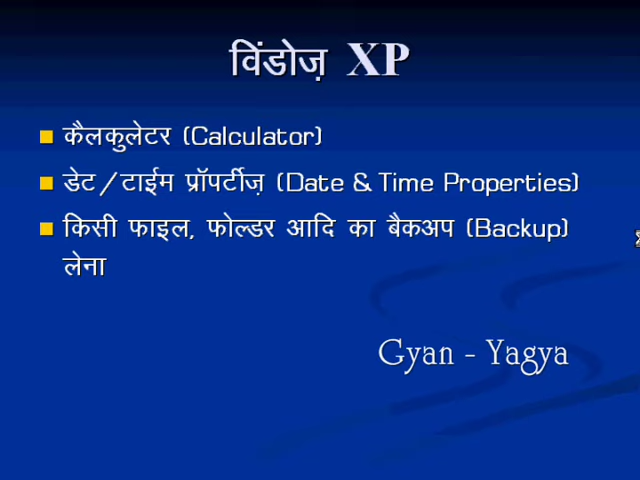 विंडोज़ XP
कैलकुलेटर (Calculator)
डेट/टाईम प्रॉपर्टीज़ (Date & Time Properties)
किसी फाइल, फोल्डर आदि का बैकअप (Backup)
लेना
Gyan - Yagya